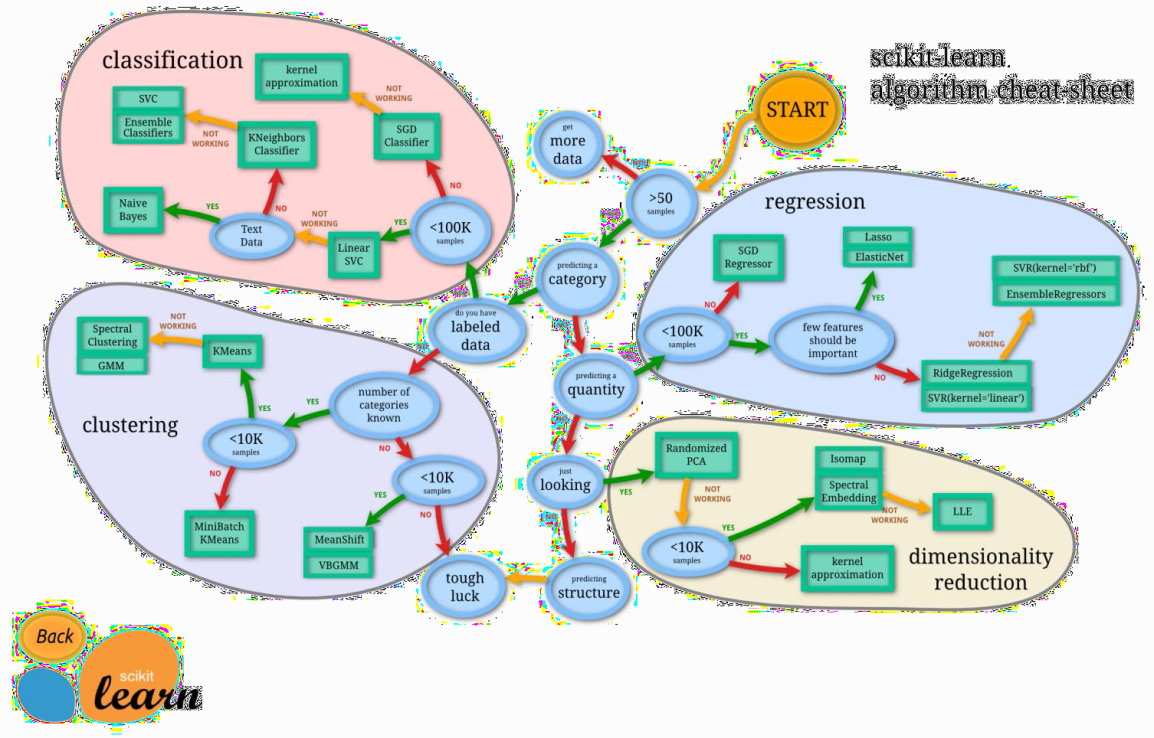 scikit-learn
algorithm cheat-sheet
classification
kernel
approximation
NOT
WORKING
SVC
Ensemble
Classifiers
NOT
WORKING
KNeighbors
Classifier
SGD
Classifier
NO
Naive
Bayes
YES
NO
Text
Data
NOT
WORKING
Linear
SVC
YES
<100K
samples
START
get
more
data
NO
>50
samples
predicting a
category
do you have
labeled
data
predicting a
quantity
just
looking
NO
predicting
structure
tough
luck
regression
SGD
Regressor
NO
<100K
samples
YES
Lasso
ElasticNet
YES
few features
should be
important
NO
SVR(kernel='rbf')
EnsembleRegressors
NOT
WORKING
RidgeRegression
SVR(kernel='linear')
clustering
Spectral
Clustering
GMM
NOT
WORKING
KMeans
YES
YES
number of
categories
known
<10K
samples
NO
NO
<10K
samples
YES
NO
MiniBatch
KMeans
MeanShift
VBGMM
dimensionality
reduction
YES
Randomized
PCA
NOT
WORKING
<10K
samples
YES
NO
Isomap
Spectral
Embedding
NOT
WORKING
LLE
kernel
approximation
Back
scikit
learn